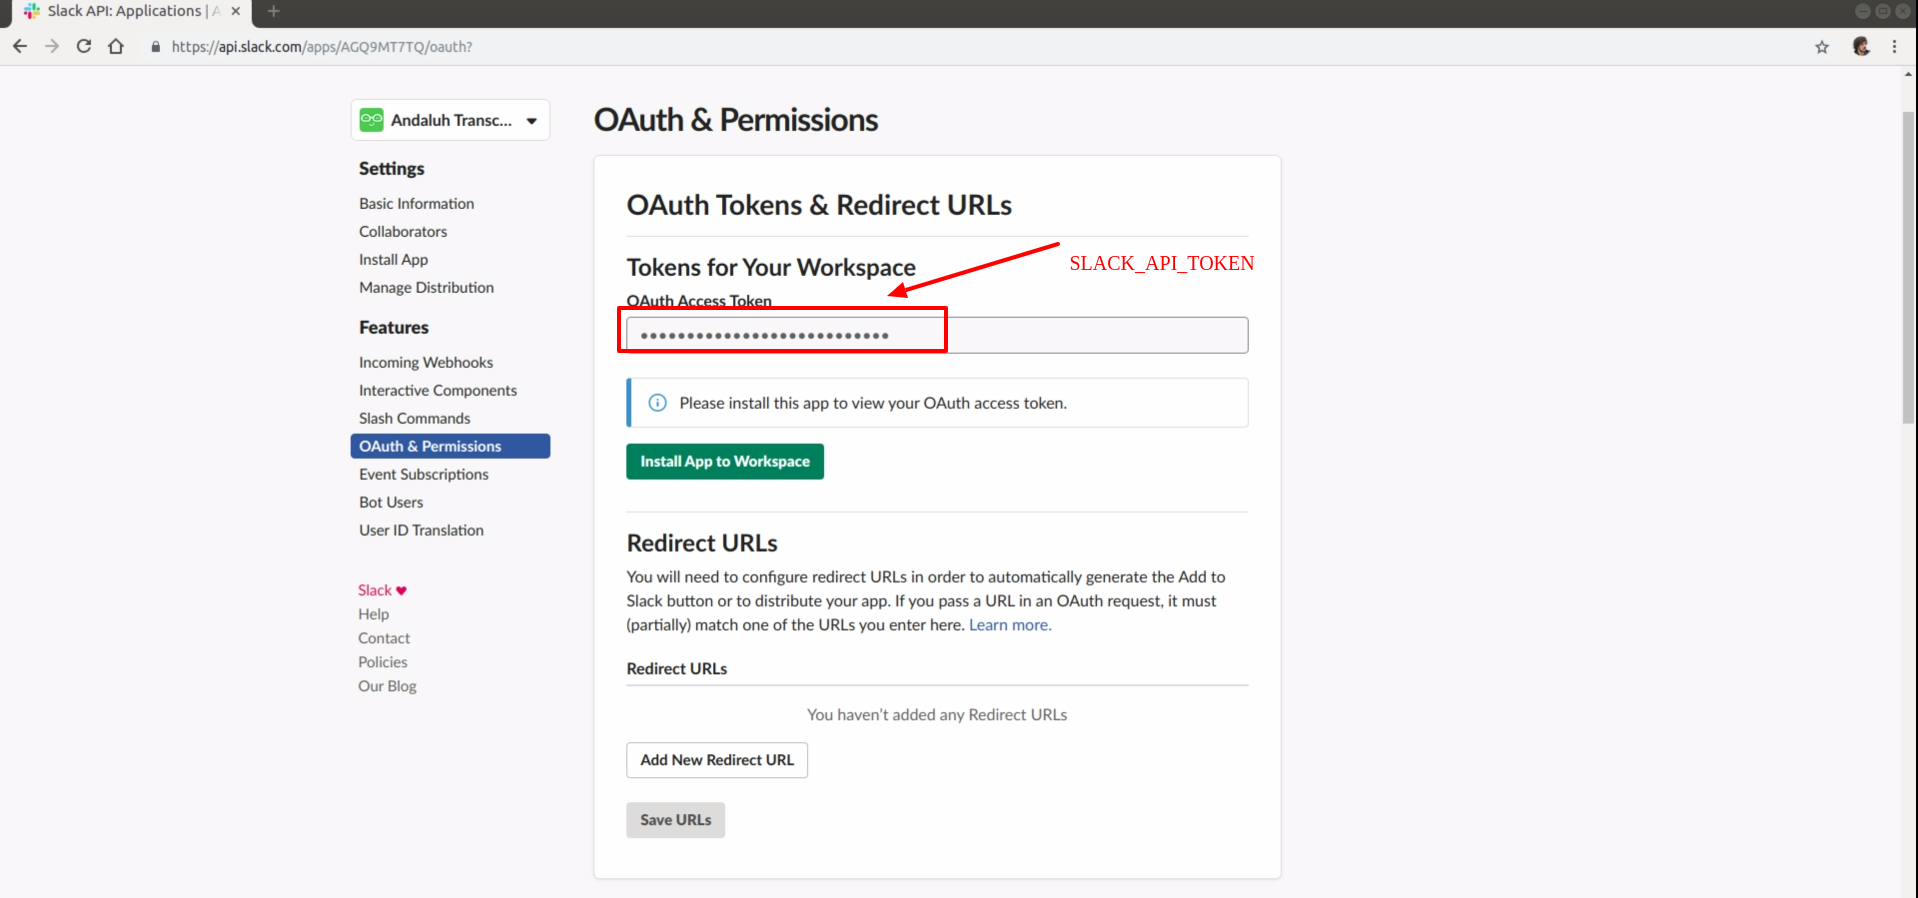 Slack API: Applications | A
https://api.slack.com/apps/AGQ9MT7TQ/oauth?
Andaluh Transc...
Settings
Basic Information
Collaborators
Install App
Manage Distribution
Features
Incoming Webhooks
Interactive Components
Slash Commands
OAuth & Permissions
Event Subscriptions
Bot Users
User ID Translation
Slack ♥
Help
Contact
Policies
Our Blog
OAuth & Permissions
OAuth Tokens & Redirect URLs
Tokens for Your Workspace
SLACK_API_TOKEN
OAuth Access Token
•••••••••••••••••••••••••••
Please install this app to view your OAuth access token.
Install App to Workspace
Redirect URLs
You will need to configure redirect URLs in order to automatically generate the Add to
Slack button or to distribute your app. If you pass a URL in an OAuth request, it must
(partially) match one of the URLs you enter here. Learn more.
Redirect URLs
You haven't added any Redirect URLs
Add New Redirect URL
Save URLs